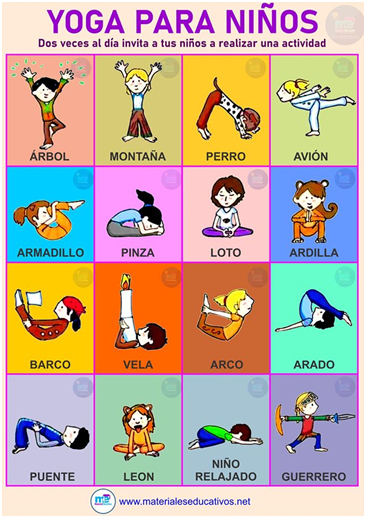 YOGA PARA NIÑOS
Dos veces al día invita a tus niños a realizar una actividad
ÁRBOL
MONTAÑA
PERRO
AVIÓN
ARMADILLO
PINZA
LOTO
ARDILLA
BARCO
VELA
ARCO
ARADO
PUENTE
LEON
NIÑO
RELAJADO
GUERRERO
www.materialeseducativos.net